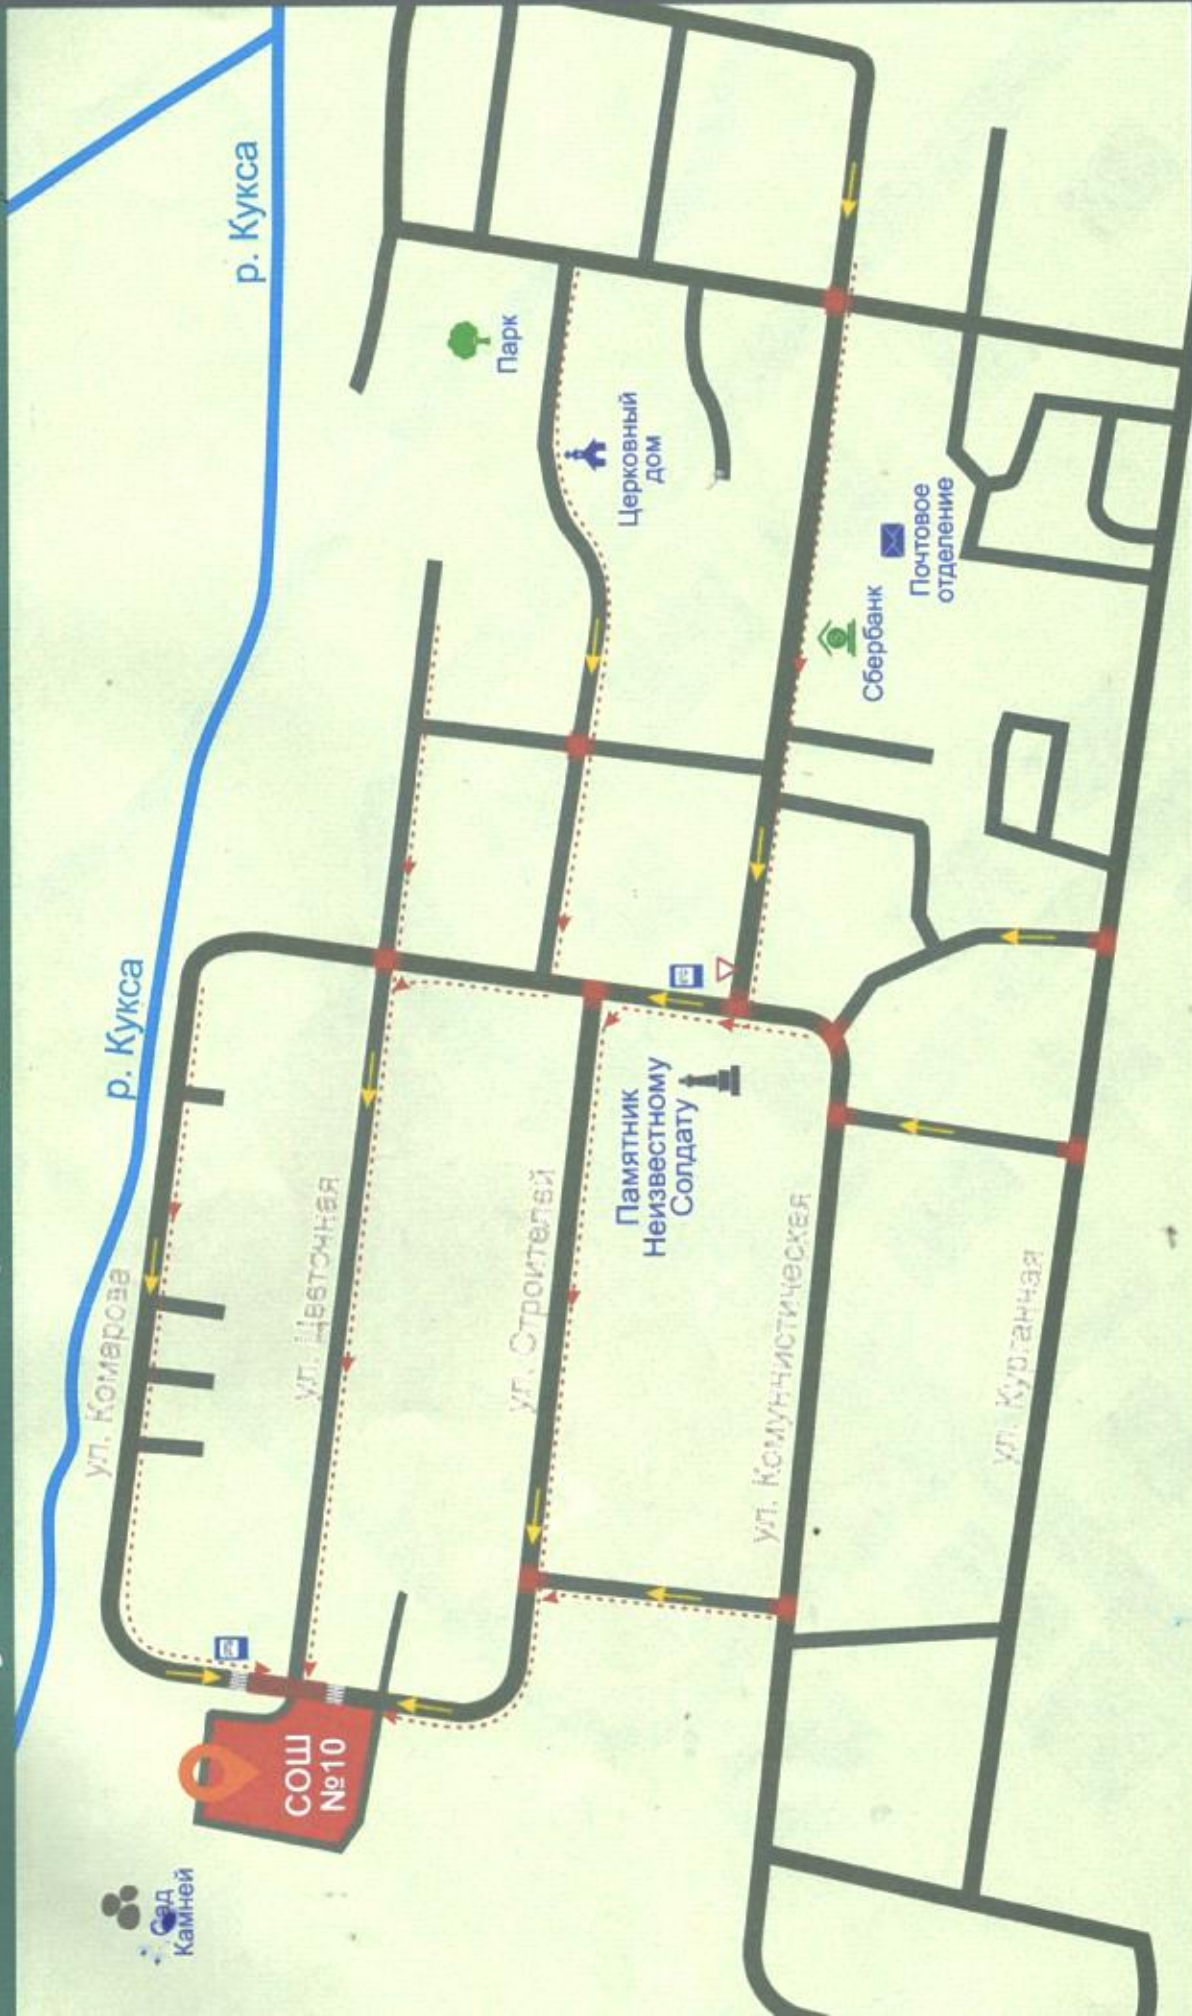 р. Кукса
р. Кукса
Парк
Церковный
дом
Почтовое
отделение
Сбербанк
ул. Комарова
ул. Цветочная
ул. Строителей
Памятник
Неизвестному
Солдату
ул. Коммунистическая
ул. Курганная
СОШ
№10
Сад
Камней